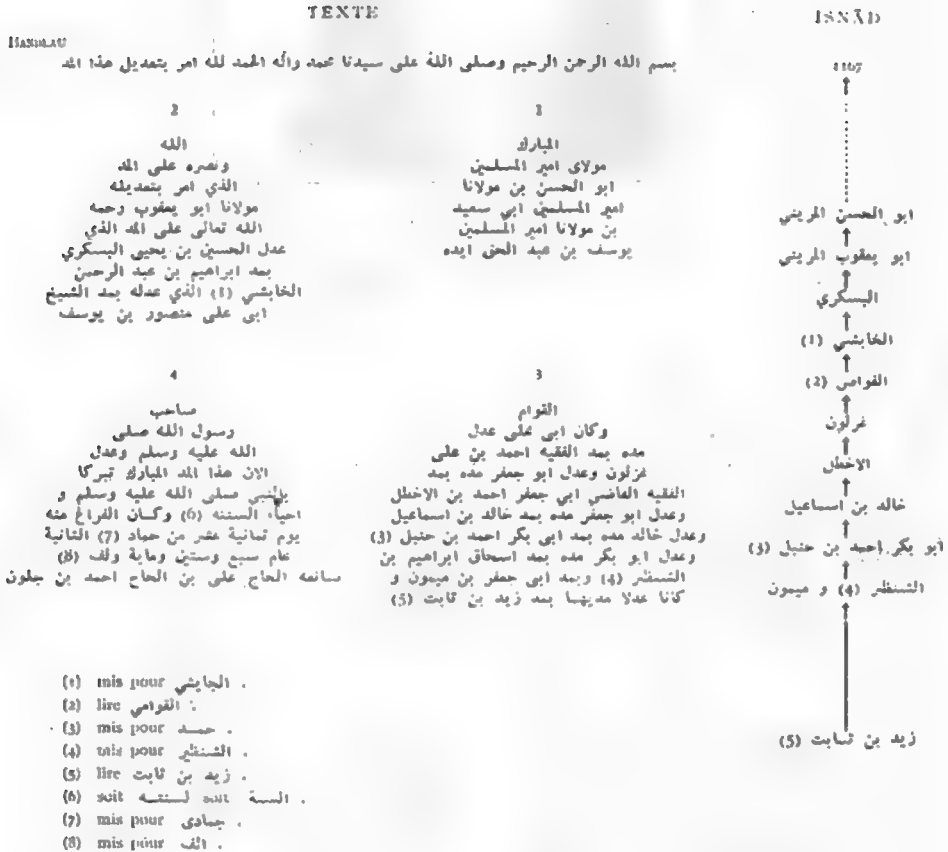 TEXTE
ISNĀD
BANDEAU
بسم الله الرحمن الرحيم وصلى اللة على سيدنا محمد واله الحمد لله امر بتعديل هذا المد
1
المبارك
مولاى امير المسلمين
ابو الحسن بن مولانا
امير المسلمين ابي سعيد
بن مولانا امير المسلمين
يوسف بن عبد الحق ايده
2
الله
ونصره على المد
الذي امر بتعديله
مولانا ابو يعقوب رحمه
الله تعالى على المد الذي
عدل الحسين بن يحيى البسكري
بمد ابراهيم بن عبد الرحمن
الخابشي (1) الذي عدله بمد الشيخ
ابى على منصور بن يوسف
3
القوام
وكان ابى على عدل
مده بمد الفقيه احمد بن على
غزلون وعدل ابو جعفر مده بمد
الفقيه القاضي ابي جعفر احمد بن الاخطل
وعدل ابو جعفر مده بمد خالد بن اسماعيل
وعدل خالد مده بمد ابى بكر احمد بن حنبل (3)
وعدل ابو بكر مده بمد اسحاق ابراهيم بن
الشمظر (4) وبمد ابى جعفر بن ميمون و
كانا عدلا مديهما بمد زيد بن ثابت (5)
4
صاحب
رسول الله صلى
الله عليه وسلم وعدل
الان هذا المد المبارك تبركا
بالنبي صلى الله عليه وسلم و
احياء السنته (6) وكان الفراغ منه
يوم ثمانية عشر من حماد (7) الثانية
عام سبع وستين وماية ولف (8)
صانعه الحاج على بن الحاج احمد بن جلون
1167
ابو الحسن المريني
ابو يعقوب المريني
البسكري
الخابشي (1)
القواص (2)
غزلون
الاخطل
خالد بن اسماعيل
ابو بكر احمد بن حنبل (3)
الشنظر (4) و ميمون
زيد بن ثابت (5)
(1) mis pour الجايشي .
(2) lire القوامي .
(3) mis pour حمد .
(4) mis pour الشنظير .
(5) lire زيد بن ثابت .
(6) soit لسنته soit السنة .
(7) mis pour جمادى .
(8) mis pour الف .